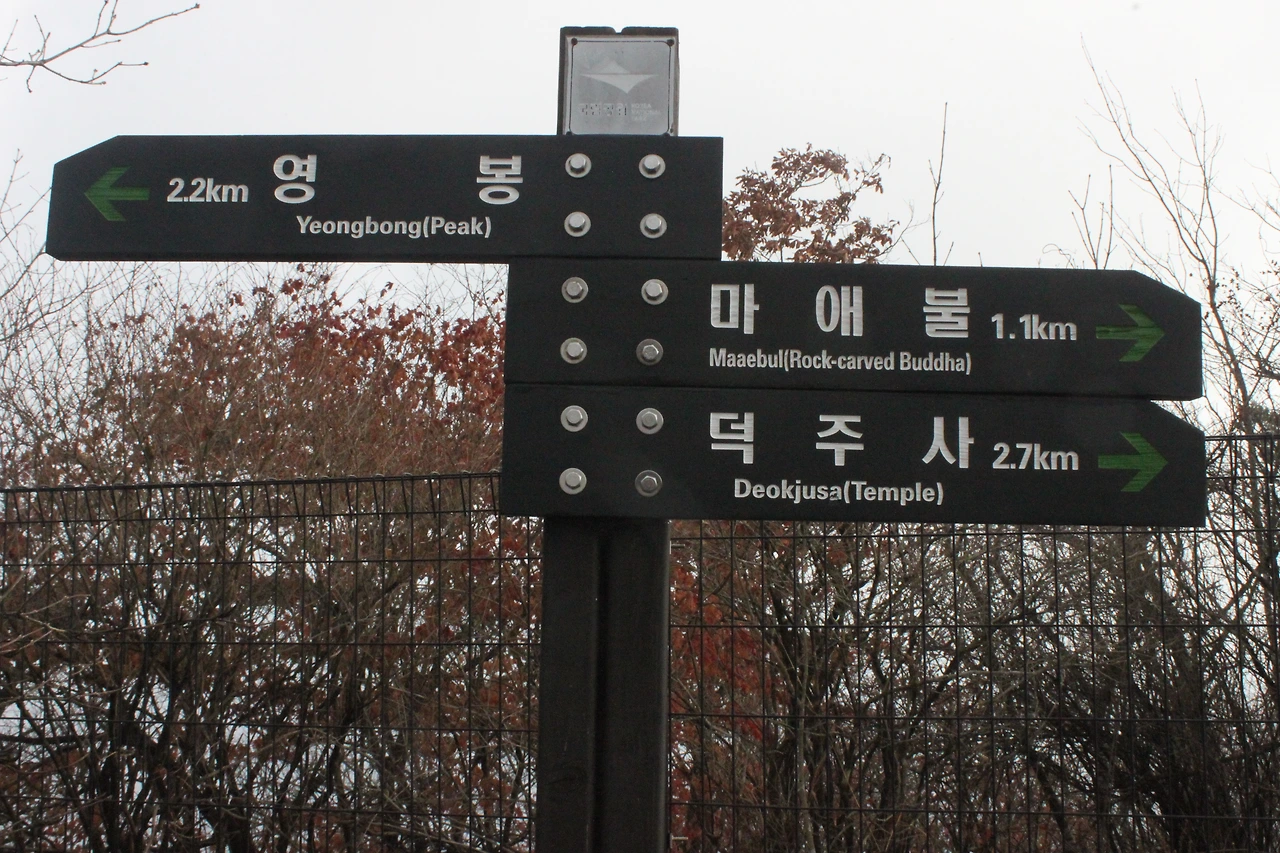 2.2km 영 봉
Yeongbong(Peak)
마 애 불 1.1km
Maaebul(Rock-carved Buddha)
덕 주 사 2.7km
Deokjusa(Temple)